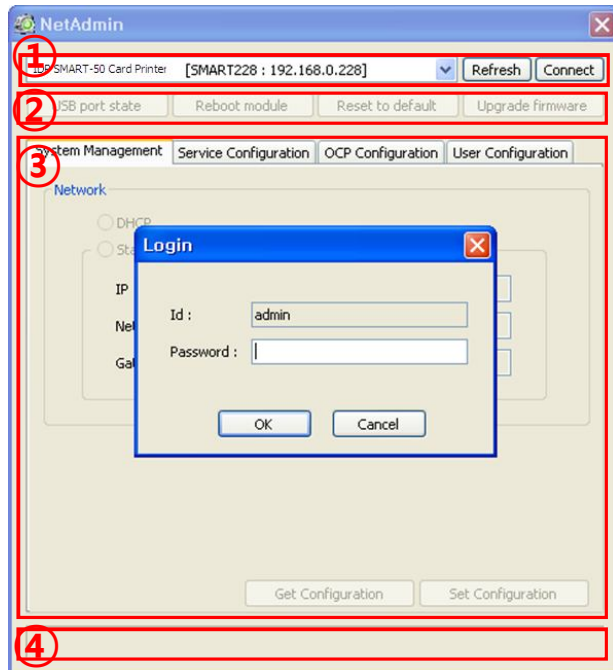 NetAdmin
①
IDP SMART-50 Card Printer [SMART228 : 192.168.0.228] Refresh Connect
②
USB port state Reboot module Reset to default Upgrade firmware
System Management Service Configuration OCP Configuration User Configuration
③
Network
DHCP
Login
IP
Id : admin
Password :
OK Cancel
Get Configuration Set Configuration
④